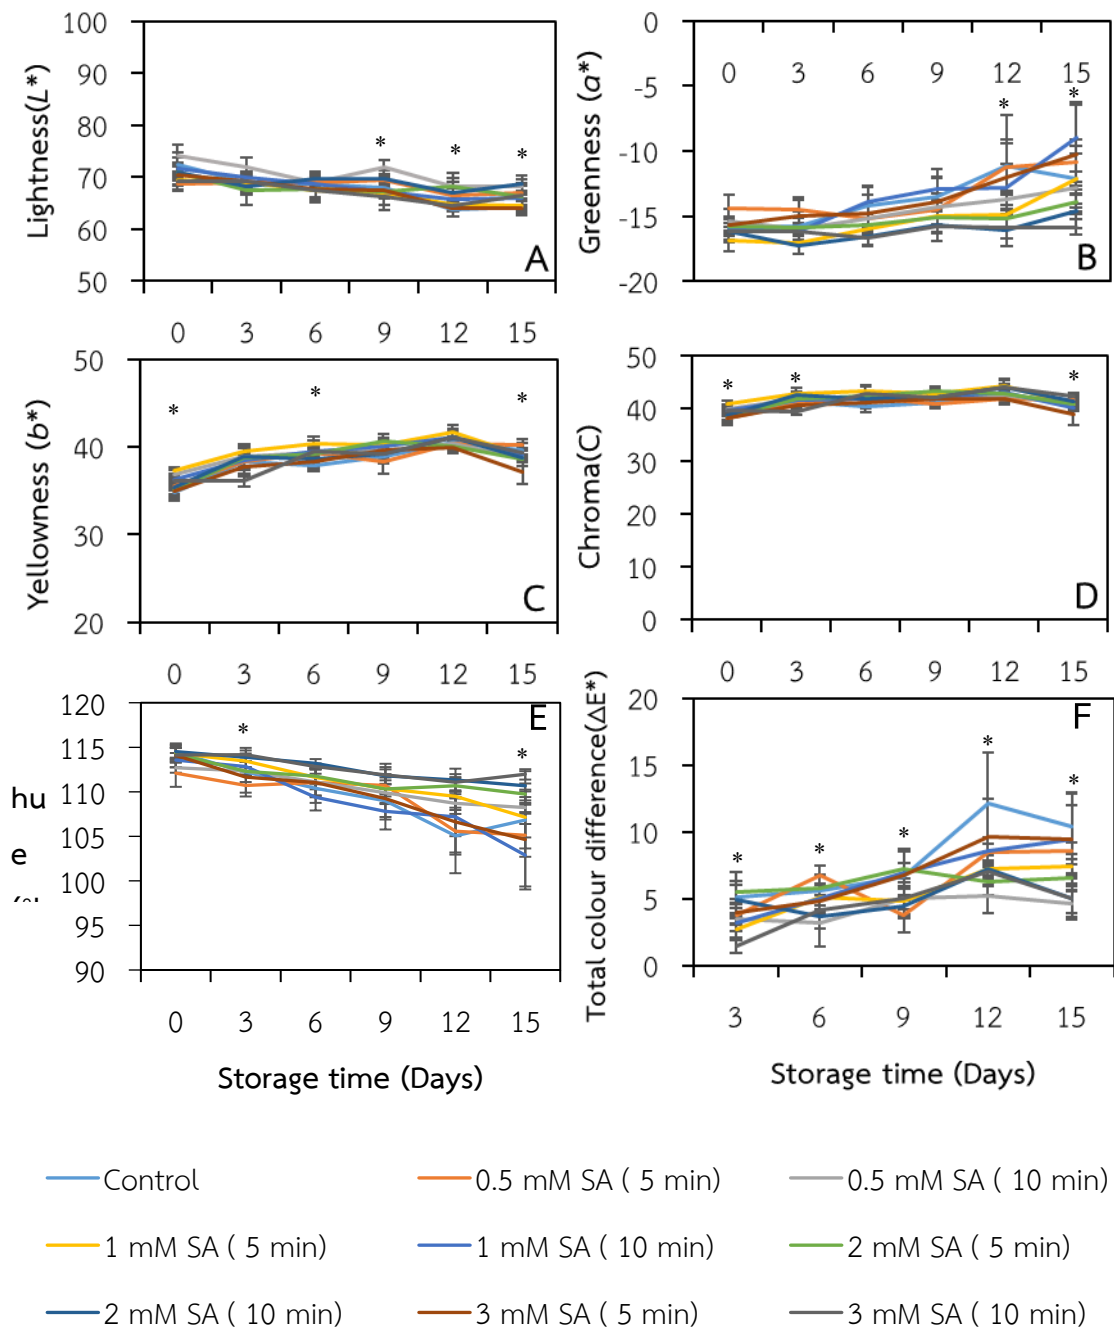 Lightness(L*)
100
100
90
80
70
60
50
*
*
*
A
0 3 6 9 12 15
Greenness (a*)
0
-5
-10
-15
-20
0 3 6 9 12 15
*
*
B
Yellowness (b*)
50
40
30
20
*
*
*
C
0 3 6 9 12 15
Chroma(C)
50
40
30
20
10
0
*
*
*
D
0 3 6 9 12 15
hu
e
120
115
110
105
100
95
90
*
*
E
0 3 6 9 12 15
Storage time (Days)
Total colour difference(ΔE*)
20
15
10
5
0
*
*
*
*
*
F
3 6 9 12 15
Storage time (Days)
Control
0.5 mM SA ( 5 min)
0.5 mM SA ( 10 min)
1 mM SA ( 5 min)
1 mM SA ( 10 min)
2 mM SA ( 5 min)
2 mM SA ( 10 min)
3 mM SA ( 5 min)
3 mM SA ( 10 min)